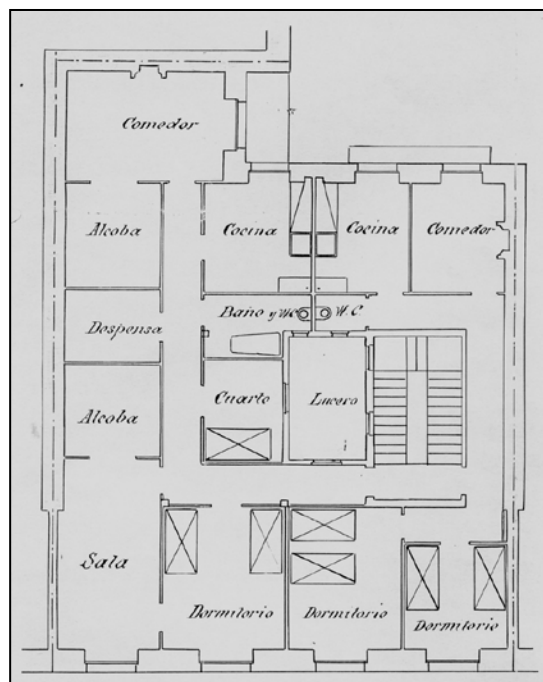 Comedor
Alcoba
Cocina
Cocina
Comedor
Despensa
Baño y W.C.
W.C.
Alcoba
Cuarto
Lucero
Sala
Dormitorio
Dormitorio
Dormitorio